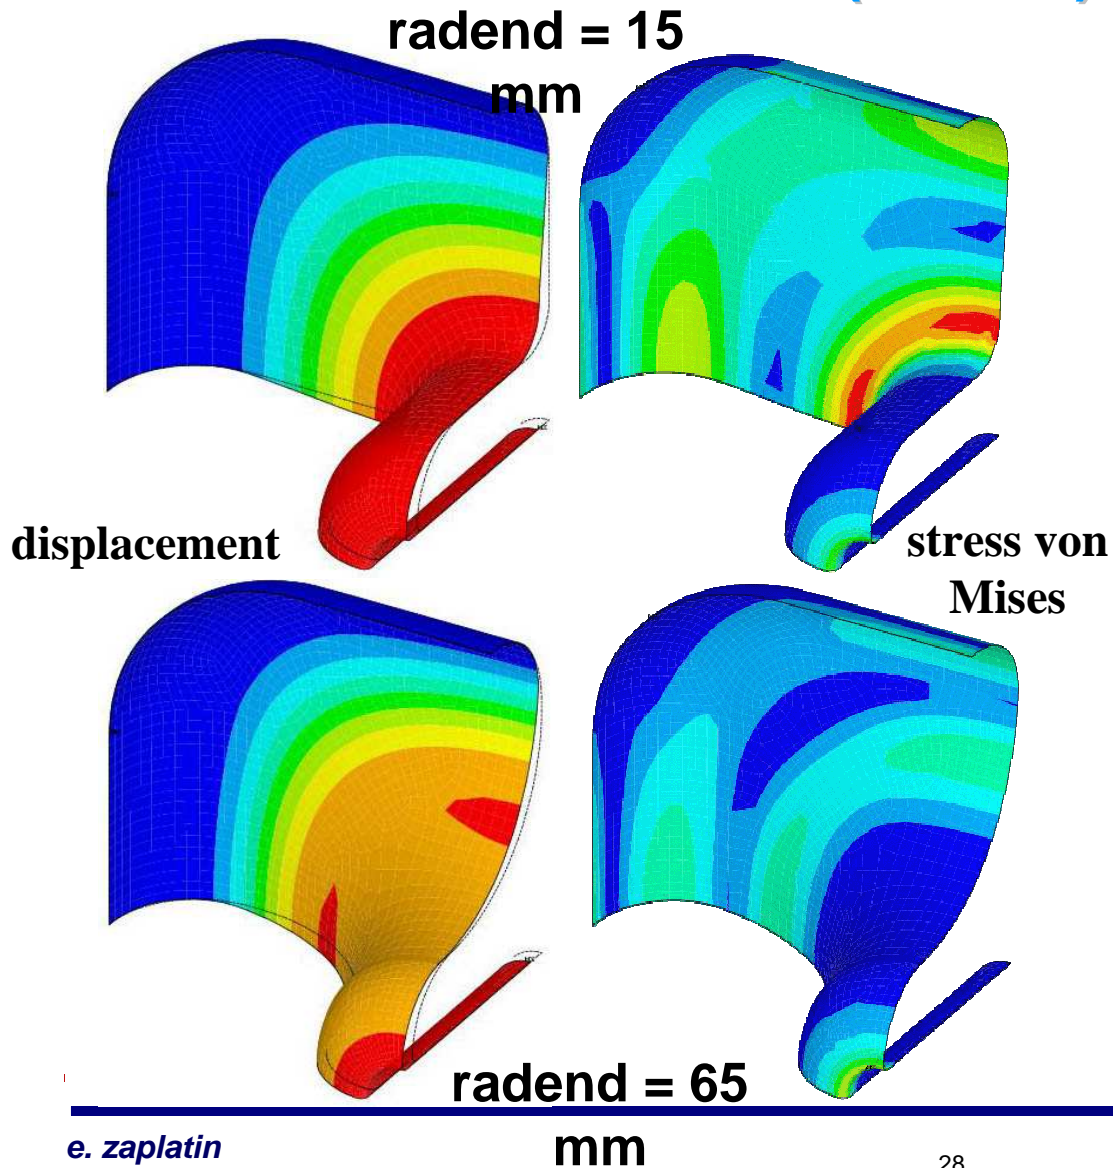 radend = 15
mm
displacement
stress von
Mises
radend = 65
mm
e. zaplatin
28